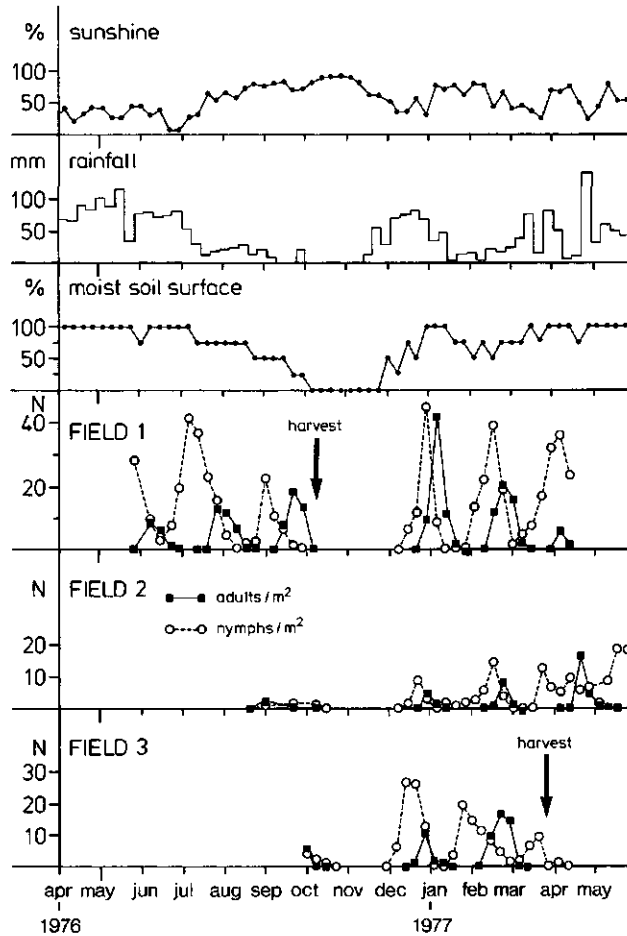 % sunshine
100
50
mm rainfall
100
50
% moist soil surface
100
50
N
FIELD 1
harvest
40
20
N FIELD 2
adults/m²
nymphs/m²
20
10
N FIELD 3
harvest
30
20
10
apr may jun jul aug sep oct nov dec jan feb mar apr may
1976 1977